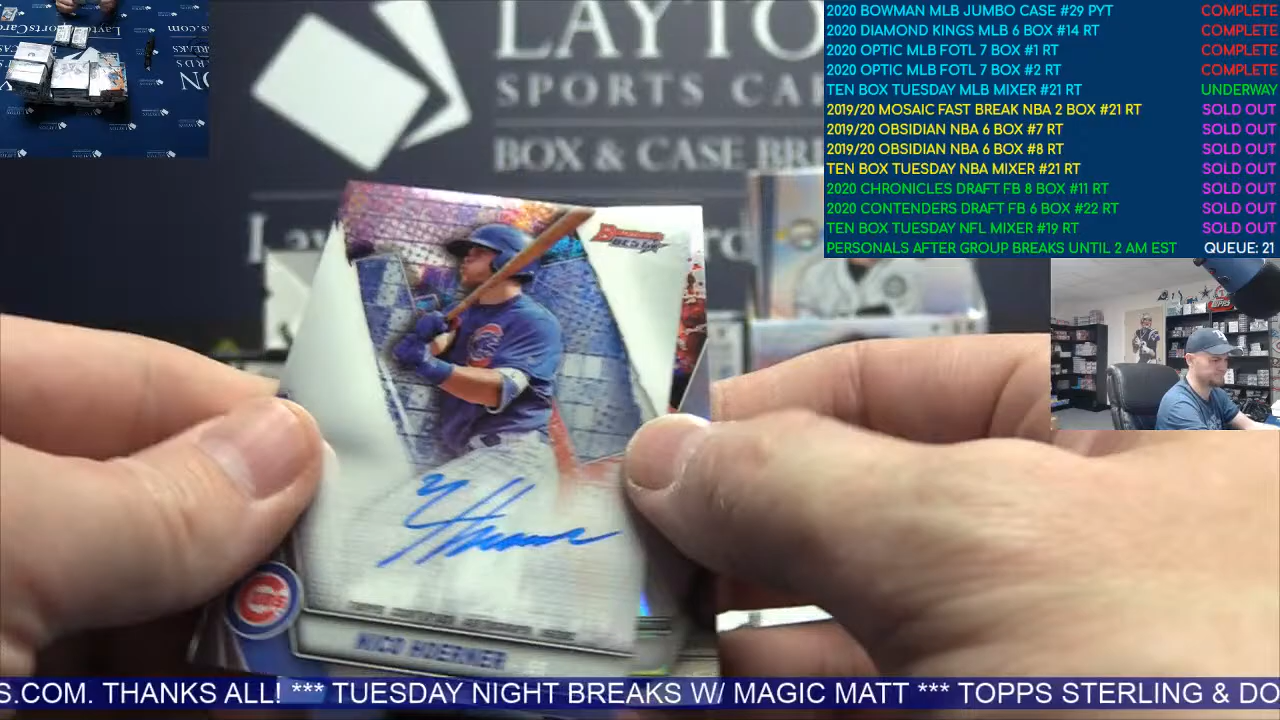 LAYTO
SPORTS CA
BOX & CASE BRE
2020 BOWMAN MLB JUMBO CASE #29 PYT COMPLETE
2020 DIAMOND KINGS MLB 6 BOX #14 RT COMPLETE
2020 OPTIC MLB FOTL 7 BOX #1 RT COMPLETE
2020 OPTIC MLB FOTL 7 BOX #2 RT COMPLETE
TEN BOX TUESDAY MLB MIXER #21 RT UNDERWAY
2019/20 MOSAIC FAST BREAK NBA 2 BOX #21 RT SOLD OUT
2019/20 OBSIDIAN NBA 6 BOX #7 RT SOLD OUT
2019/20 OBSIDIAN NBA 6 BOX #8 RT SOLD OUT
TEN BOX TUESDAY NBA MIXER #21 RT SOLD OUT
2020 CHRONICLES DRAFT FB 8 BOX #11 RT SOLD OUT
2020 CONTENDERS DRAFT FB 6 BOX #22 RT SOLD OUT
TEN BOX TUESDAY NFL MIXER #19 RT SOLD OUT
PERSONALS AFTER GROUP BREAKS UNTIL 2 AM EST QUEUE: 21
Bowman's
BEST
CUBS
NICO HOERNER
S.COM. THANKS ALL! *** TUESDAY NIGHT BREAKS W/ MAGIC MATT *** TOPPS STERLING & DO